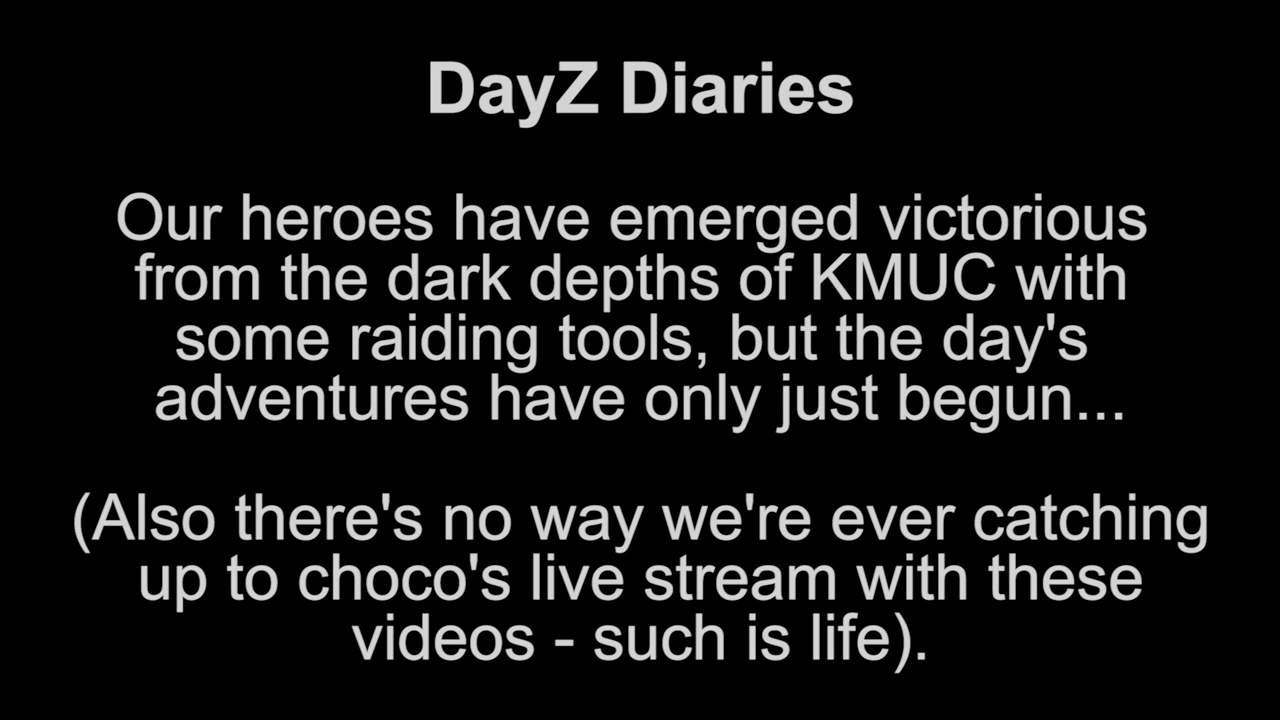 DayZ Diaries
Our heroes have emerged victorious
from the dark depths of KMUC with
some raiding tools, but the day's
adventures have only just begun...
(Also there's no way we're ever catching
up to choco's live stream with these
videos - such is life).